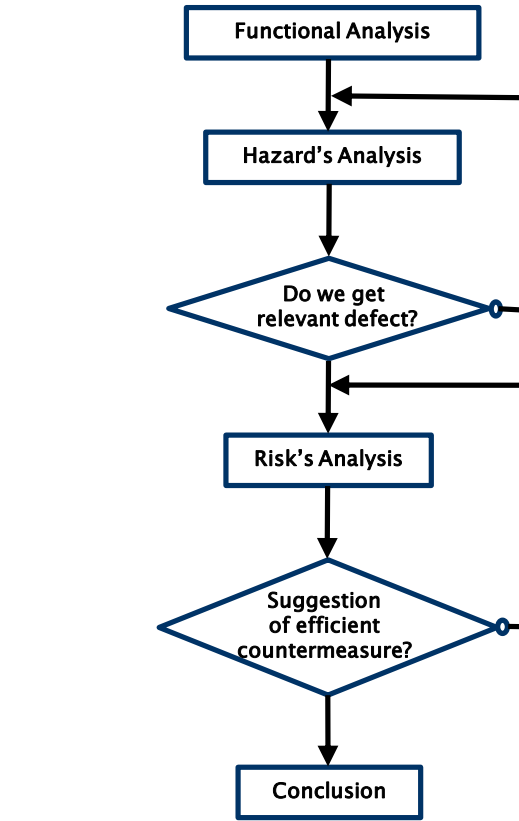 Functional Analysis
Hazard’s Analysis
Do we get
relevant defect?
Risk’s Analysis
Suggestion
of efficient
countermeasure?
Conclusion